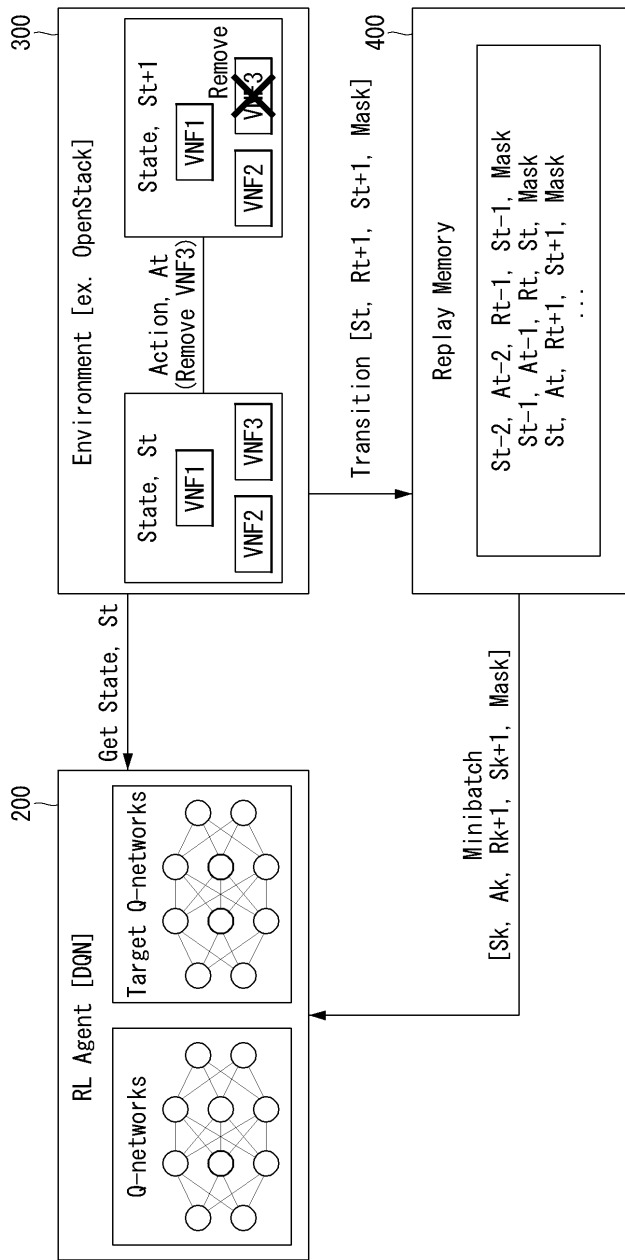 200
RL Agent [DQN]
Q-networks
Target Q-networks
Get State, St
300
Environment [ex. OpenStack]
State, St
VNF1
VNF2
VNF3
Action, At
(Remove VNF3)
State, St+1
VNF1
Remove
VNF2
VNF3
Transition [St, Rt+1, St+1, Mask]
400
Replay Memory
St-2, At-2, Rt-1, St-1, Mask
St-1, At-1, Rt, St, Mask
St, At, Rt+1, St+1, Mask
...
Minibatch
[Sk, Ak, Rk+1, Sk+1, Mask]